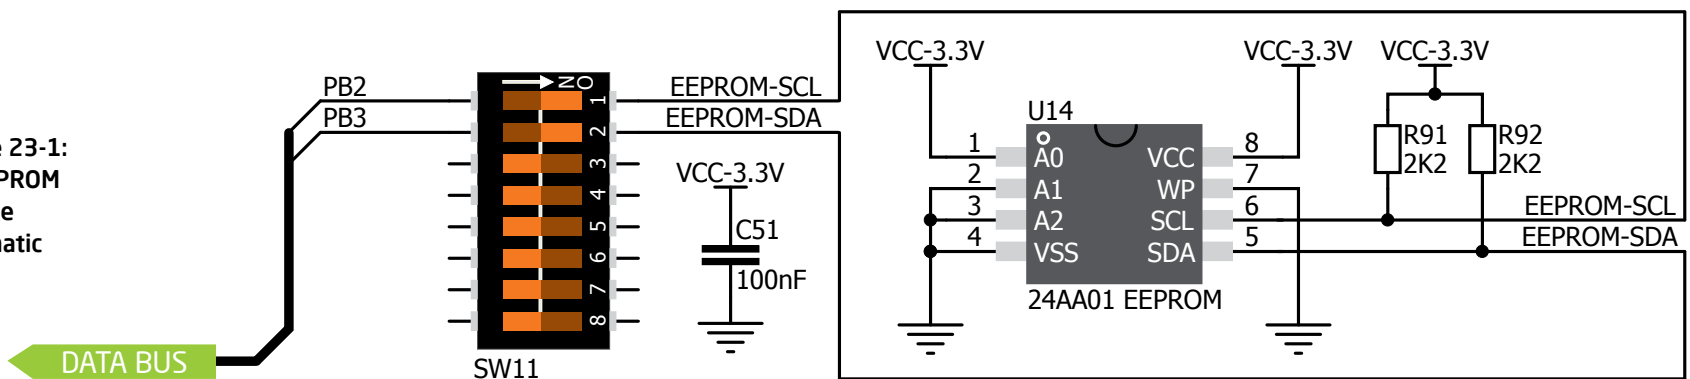 e 23-1:
PROM
e
atic
DATA BUS
PB2
PB3
ON
1
2
3
4
5
6
7
8
SW11
EEPROM-SCL
EEPROM-SDA
VCC-3.3V
C51
100nF
VCC-3.3V
VCC-3.3V
VCC-3.3V
U14
1
2
3
4
A0
A1
A2
VSS
VCC
WP
SCL
SDA
8
7
6
5
24AA01 EEPROM
R91
2K2
R92
2K2
EEPROM-SCL
EEPROM-SDA